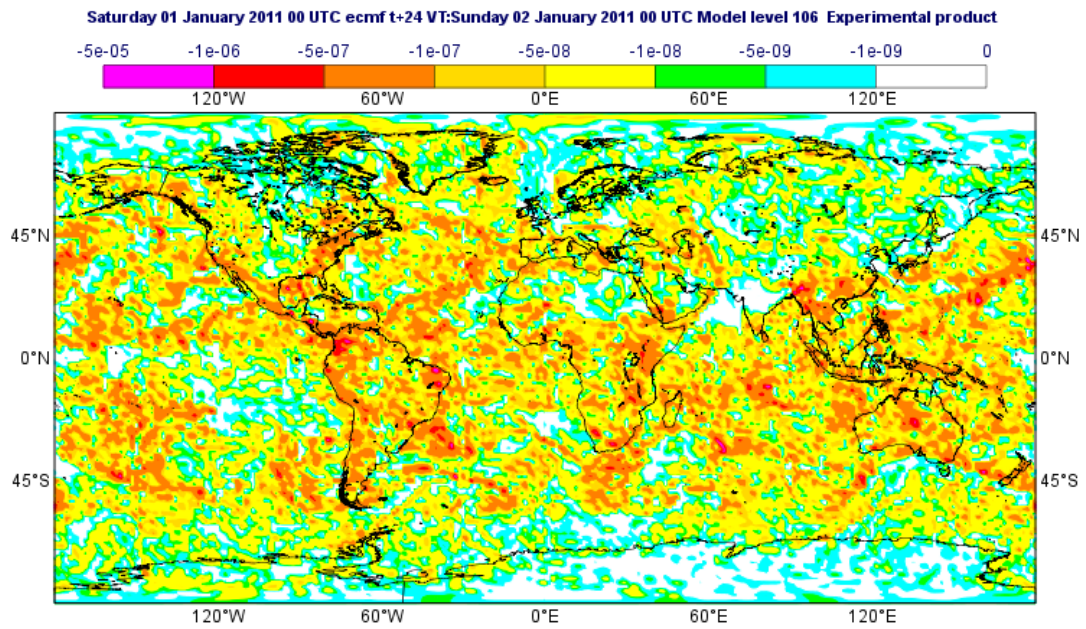 Saturday 01 January 2011 00 UTC ecmf t+24 VT:Sunday 02 January 2011 00 UTC Model level 106 Experimental product
-5e-05 -1e-06 -5e-07 -1e-07 -5e-08 -1e-08 -5e-09 -1e-09 0
120°W 60°W 0°E 60°E 120°E
45°N 45°N
0°N 0°N
45°S 45°S
120°W 60°W 0°E 60°E 120°E